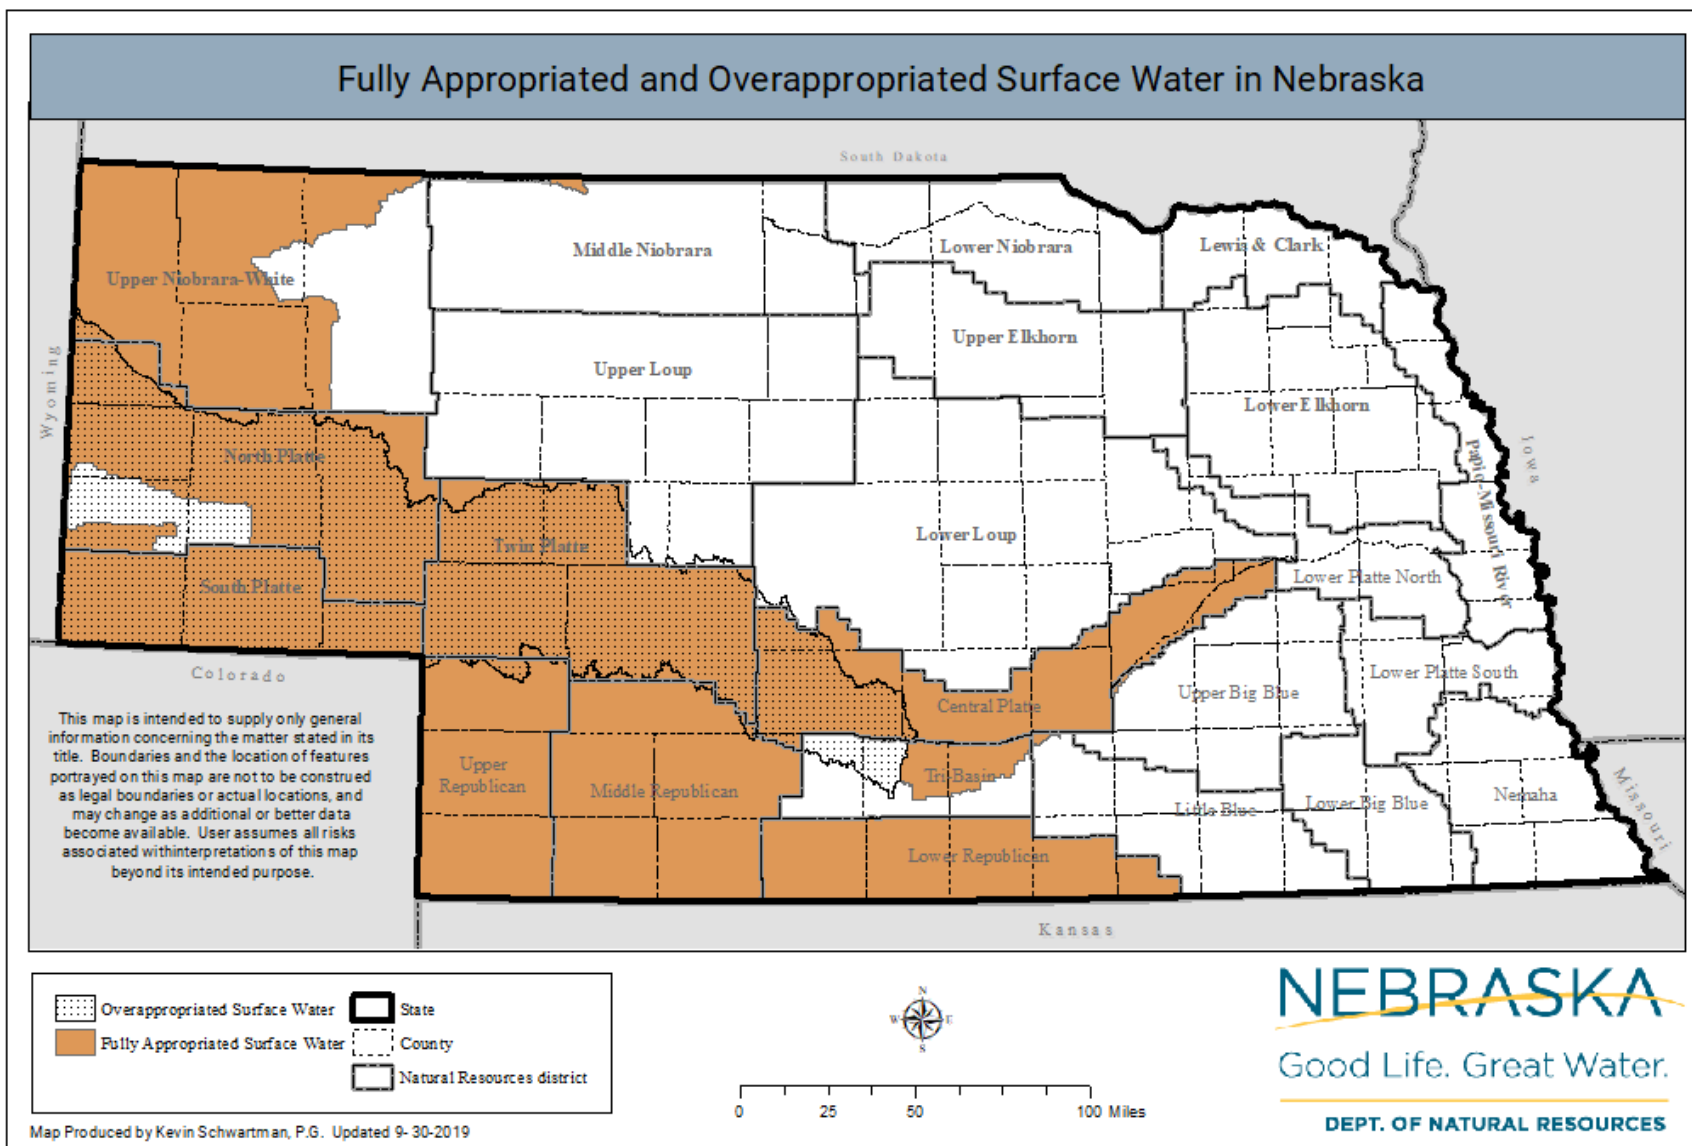 Fully Appropriated and Overappropriated Surface Water in Nebraska
South Dakota
Middle Niobrara
Lower Niobrara
Lewis & Clark
Upper Niobrara-White
Upper Elkhorn
Upper Loup
Wyoming
Lower Elkhorn
North Platte
Iowa
Papio-Missouri River
Twin Platte
Lower Loup
South Platte
Lower Platte North
Colorado
Lower Platte South
Upper Big Blue
Central Platte
This map is intended to supply only general
information concerning the matter stated in its
title. Boundaries and the location of features
portrayed on this map are not to be construed
as legal boundaries or actual locations, and
may change as additional or better data
become available. User assumes all risks
associated withinterpretations of this map
beyond its intended purpose.
Upper
Republican
Middle Republican
Tri-Basin
Little Blue
Lower Big Blue
Nemaha
Missouri
Lower Republican
Kansas
Overappropriated Surface Water
State
Fully Appropriated Surface Water
County
Natural Resources district
N
W
E
S
0 25 50 100 Miles
NEBRASKA
Good Life. Great Water.
DEPT. OF NATURAL RESOURCES
Map Produced by Kevin Schwartman, P.G. Updated 9-30-2019